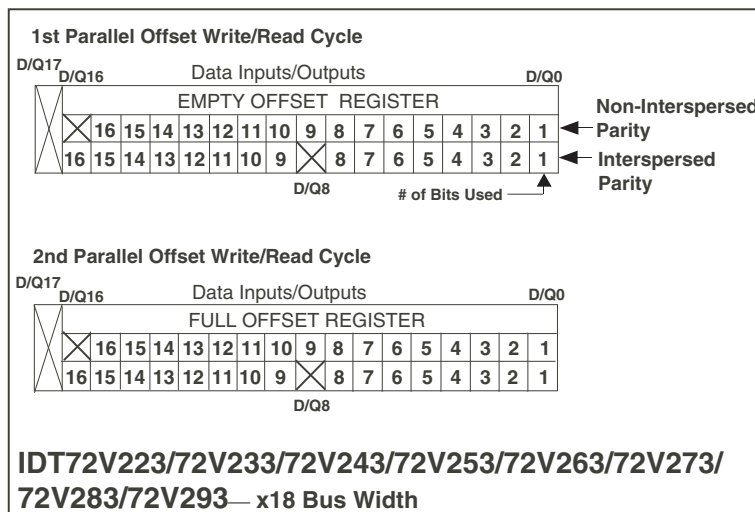 1st Parallel Offset Write/Read Cycle
D/Q17
D/Q16 Data Inputs/Outputs D/Q0
EMPTY OFFSET REGISTER
16 15 14 13 12 11 10 9 8 7 6 5 4 3 2 1 Non-Interspersed
Parity
16 15 14 13 12 11 10 9 8 7 6 5 4 3 2 1 Interspersed
Parity
D/Q8
# of Bits Used
2nd Parallel Offset Write/Read Cycle
D/Q17
D/Q16 Data Inputs/Outputs D/Q0
FULL OFFSET REGISTER
16 15 14 13 12 11 10 9 8 7 6 5 4 3 2 1
16 15 14 13 12 11 10 9 8 7 6 5 4 3 2 1
D/Q8
IDT72V223/72V233/72V243/72V253/72V263/72V273/
72V283/72V293— x18 Bus Width